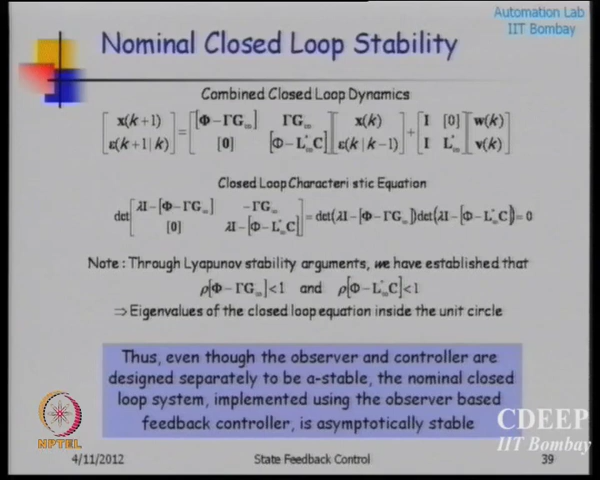 Automation Lab
IIT Bombay
Nominal Closed Loop Stability
Combined Closed Loop Dynamics
[x(k+1) ε(k+1|k)] = [[Φ−ΓG∞] ΓG∞ [0] [Φ−L*∞C]] [x(k) ε(k|k−1)] + [I [0] I L*∞] [w(k) v(k)]
Closed Loop Characteristic Equation
det[λI−[Φ−ΓG∞] −ΓG∞ [0] λI−[Φ−L*∞C]] = det(λI−[Φ−ΓG∞])det(λI−[Φ−L*∞C])=0
Note : Through Lyapunov stability arguments, we have established that
ρ[Φ−ΓG∞]<1 and ρ[Φ−L*∞C]<1
⇒ Eigenvalues of the closed loop equation inside the unit circle
Thus, even though the observer and controller are
designed separately to be a-stable, the nominal closed
loop system, implemented using the observer based
feedback controller, is asymptotically stable
NPTEL
CDEEP
IIT Bombay
4/11/2012 State Feedback Control 39